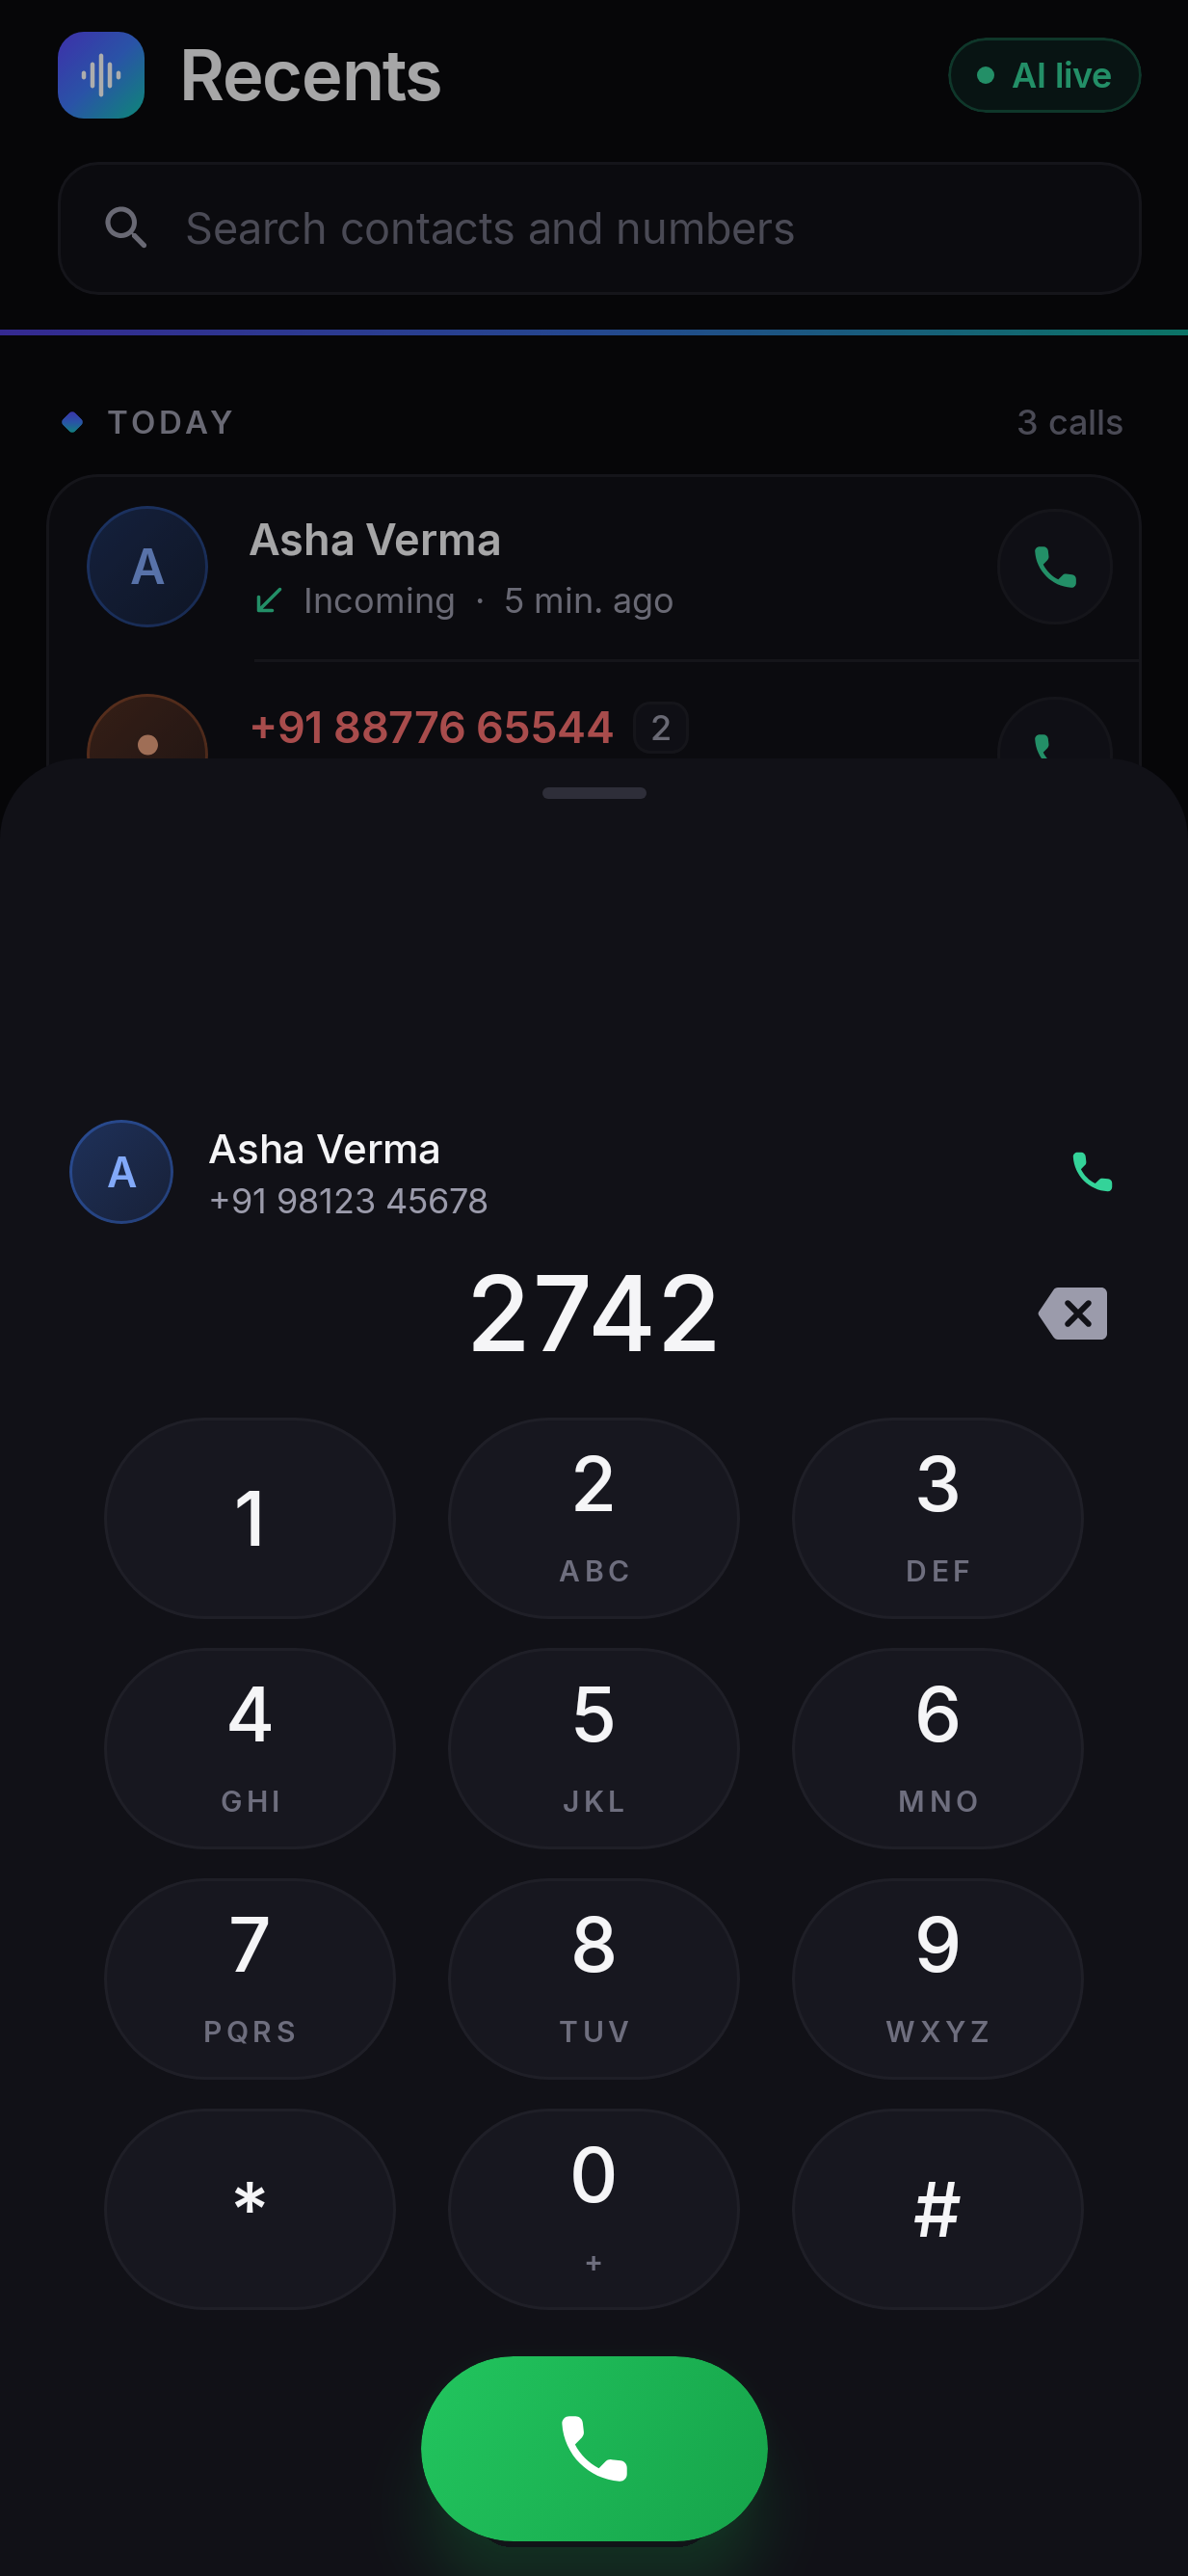 Recents
AI live
Search contacts and numbers
TODAY
3 calls
A
Asha Verma
Incoming · 5 min. ago
+91 88776 65544 2
A
Asha Verma
+91 98123 45678
2742
1
2
ABC
3
DEF
4
GHI
5
JKL
6
MNO
7
PQRS
8
TUV
9
WXYZ
*
0
+
#